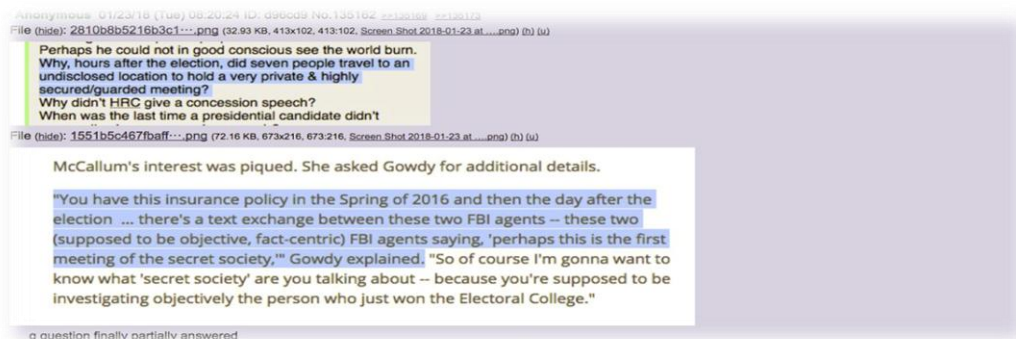 Anonymous 01/23/18 (Tue) 08:20:24 ID: d96cd9 No.135162 >>135169 >>135173
File (hide): 2810b8b5216b3c1⋯.png (32.93 KB, 413x102, 413:102, Screen Shot 2018-01-23 at ….png) (h) (u)
Perhaps he could not in good conscious see the world burn.
Why, hours after the election, did seven people travel to an
undisclosed location to hold a very private & highly
secured/guarded meeting?
Why didn't HRC give a concession speech?
When was the last time a presidential candidate didn't
File (hide): 1551b5c467fbaff⋯.png (72.16 KB, 673x216, 673:216, Screen Shot 2018-01-23 at ….png) (h) (u)
McCallum's interest was piqued. She asked Gowdy for additional details.
"You have this insurance policy in the Spring of 2016 and then the day after the
election ... there's a text exchange between these two FBI agents -- these two
(supposed to be objective, fact-centric) FBI agents saying, 'perhaps this is the first
meeting of the secret society,'" Gowdy explained. "So of course I'm gonna want to
know what 'secret society' are you talking about -- because you're supposed to be
investigating objectively the person who just won the Electoral College."
q question finally partially answered